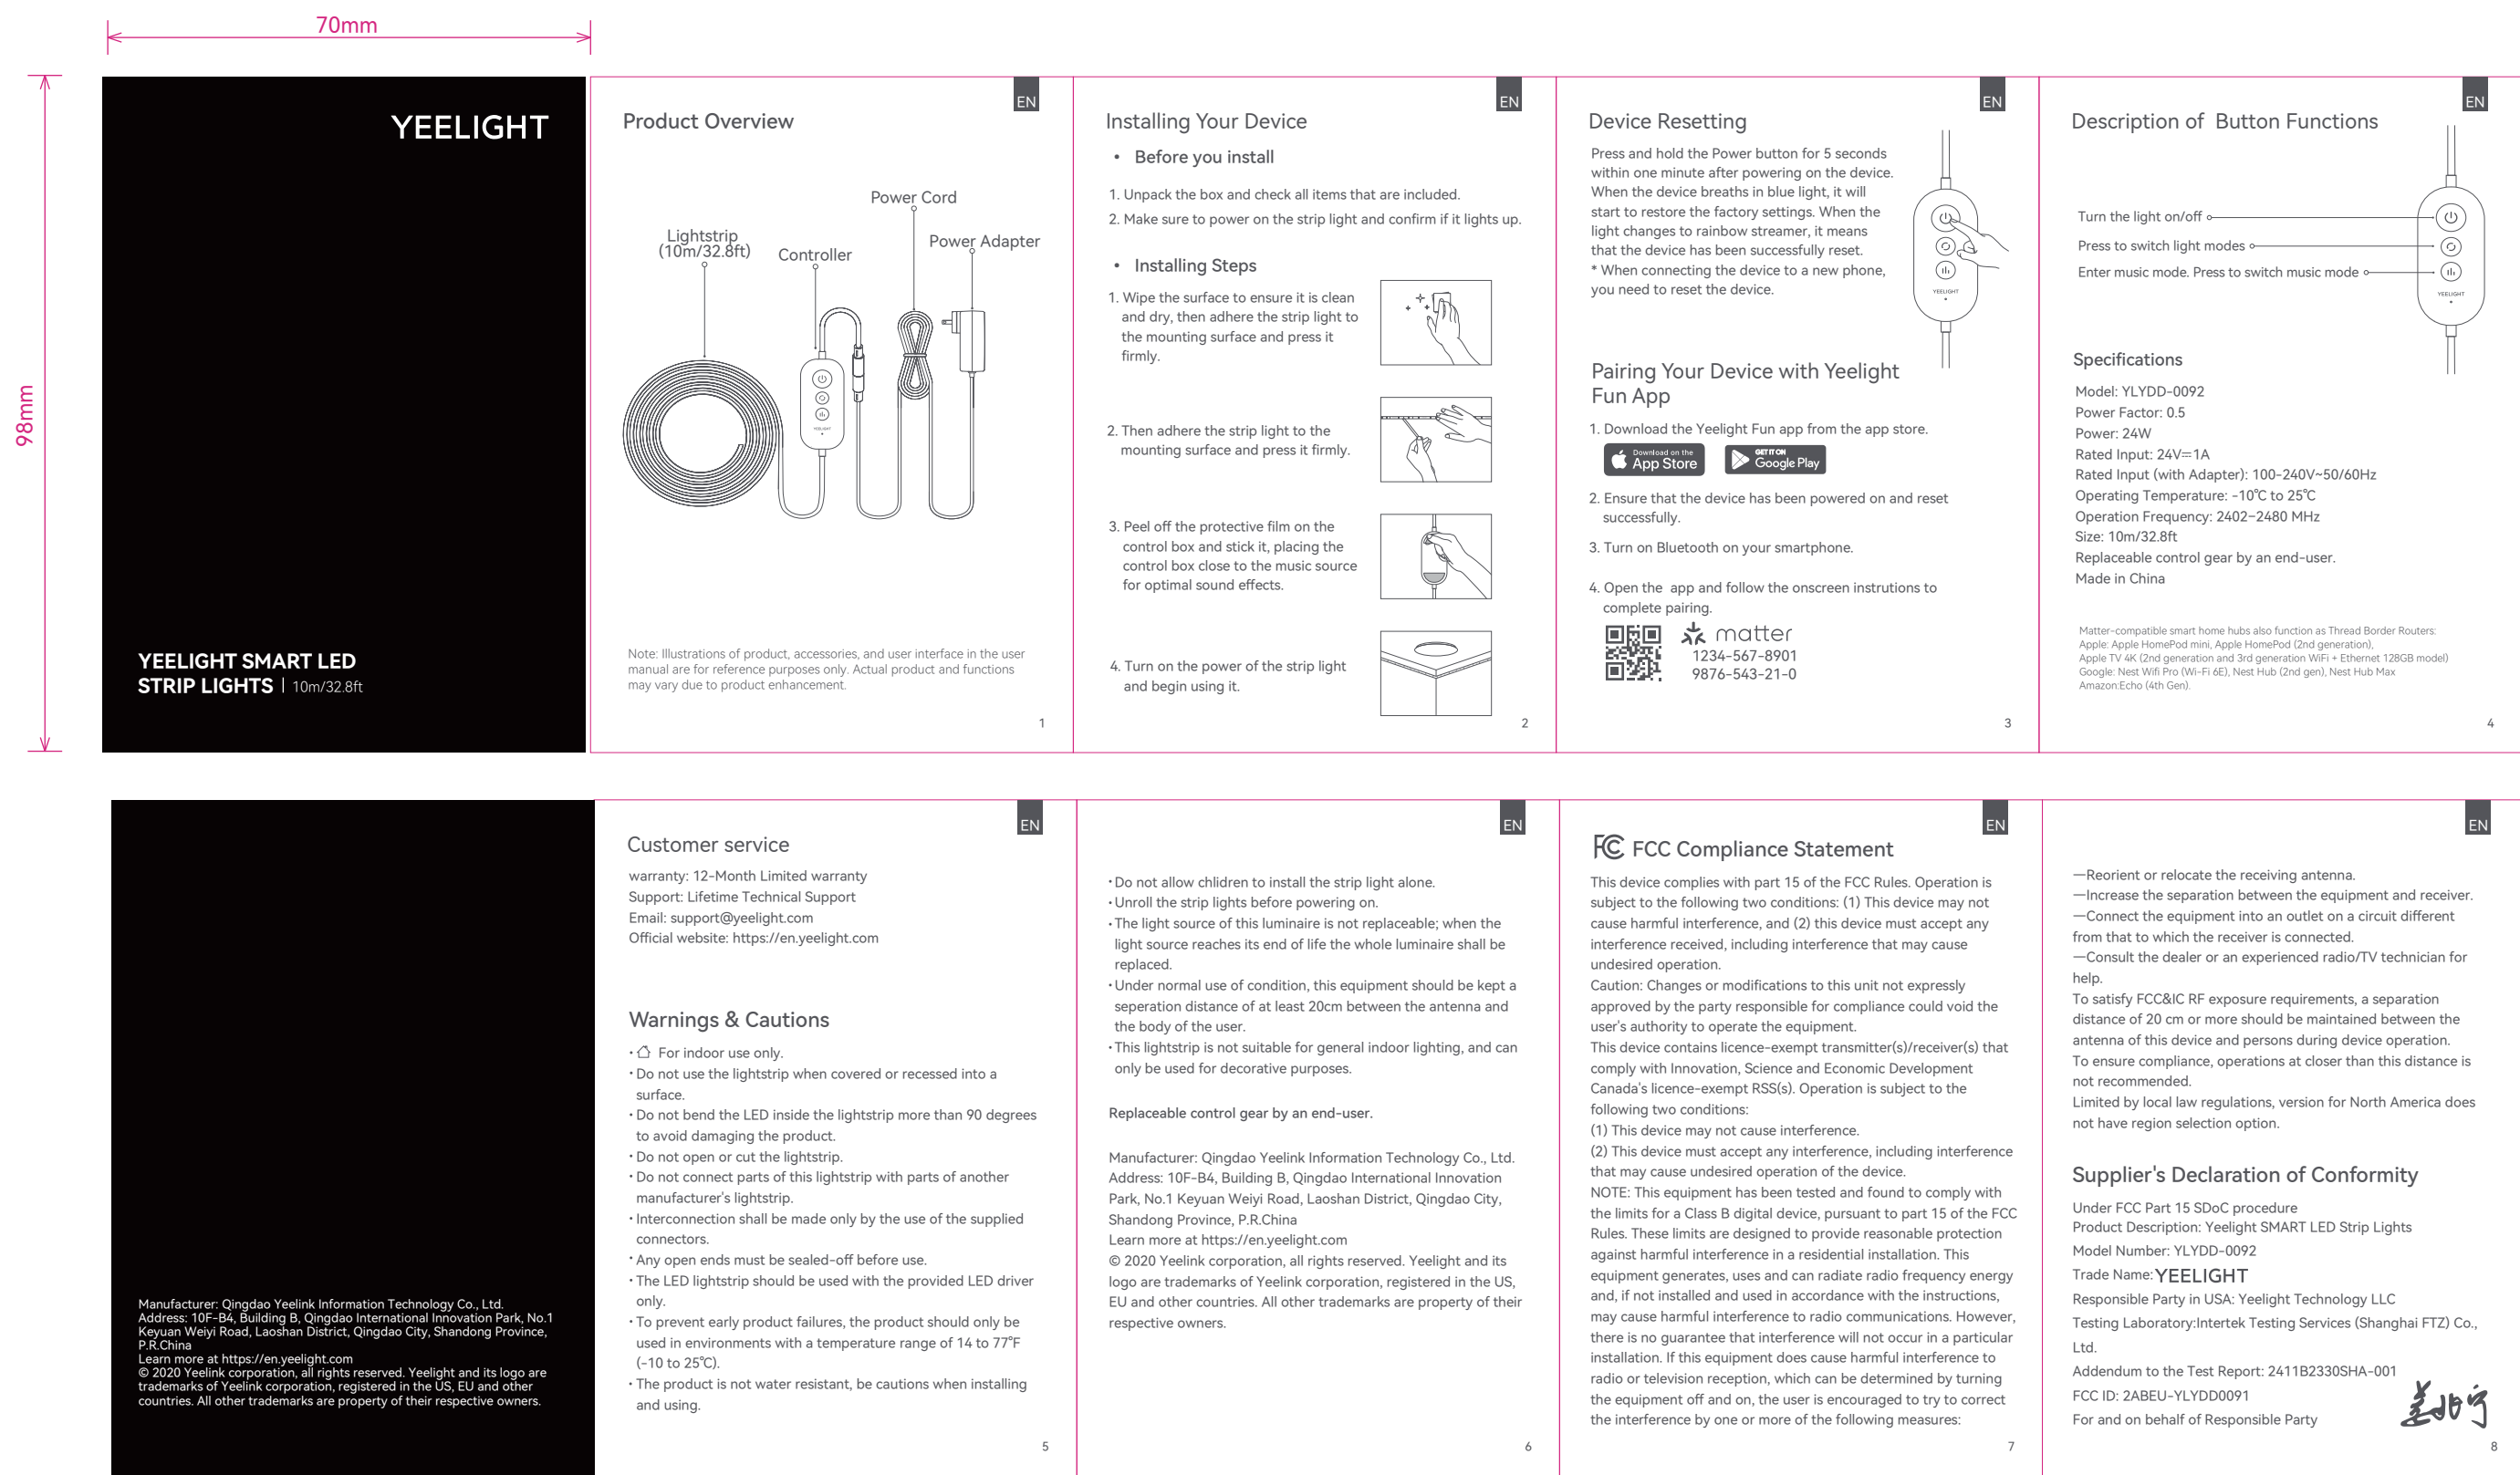 70mm
98mm
YEELIGHT
YEELIGHT SMART LED
STRIP LIGHTS | 10m/32.8ft
EN
Product Overview
Power Cord
Lightstrip
(10m/32.8ft)
Controller
Power Adapter
YEELIGHT
Note: Illustrations of product, accessories, and user interface in the user
manual are for reference purposes only. Actual product and functions
may vary due to product enhancement.
1
EN
Installing Your Device
• Before you install
1. Unpack the box and check all items that are included.
2. Make sure to power on the strip light and confirm if it lights up.
• Installing Steps
1. Wipe the surface to ensure it is clean
and dry, then adhere the strip light to
the mounting surface and press it
firmly.
2. Then adhere the strip light to the
mounting surface and press it firmly.
3. Peel off the protective film on the
control box and stick it, placing the
control box close to the music source
for optimal sound effects.
4. Turn on the power of the strip light
and begin using it.
2
EN
Device Resetting
Press and hold the Power button for 5 seconds
within one minute after powering on the device.
When the device breaths in blue light, it will
start to restore the factory settings. When the
light changes to rainbow streamer, it means
that the device has been successfully reset.
* When connecting the device to a new phone,
you need to reset the device.
YEELIGHT
Pairing Your Device with Yeelight
Fun App
1. Download the Yeelight Fun app from the app store.
Download on the
App Store
GET IT ON
Google Play
2. Ensure that the device has been powered on and reset
successfully.
3. Turn on Bluetooth on your smartphone.
4. Open the  app and follow the onscreen instrutions to
complete pairing.
matter
1234-567-8901
9876-543-21-0
3
EN
Description of  Button Functions
Turn the light on/off
Press to switch light modes
Enter music mode. Press to switch music mode
YEELIGHT
Specifications
Model: YLYDD-0092
Power Factor: 0.5
Power: 24W
Rated Input: 24V⎓1A
Rated Input (with Adapter): 100-240V~50/60Hz
Operating Temperature: -10℃ to 25℃
Operation Frequency: 2402–2480 MHz
Size: 10m/32.8ft
Replaceable control gear by an end-user.
Made in China
Matter-compatible smart home hubs also function as Thread Border Routers:
Apple: Apple HomePod mini, Apple HomePod (2nd generation),
Apple TV 4K (2nd generation and 3rd generation WiFi + Ethernet 128GB model)
Google: Nest Wifi Pro (Wi-Fi 6E), Nest Hub (2nd gen), Nest Hub Max
Amazon:Echo (4th Gen).
4
Manufacturer: Qingdao Yeelink Information Technology Co., Ltd.
Address: 10F-B4, Building B, Qingdao International Innovation Park, No.1
Keyuan Weiyi Road, Laoshan District, Qingdao City, Shandong Province,
P.R.China
Learn more at https://en.yeelight.com
© 2020 Yeelink corporation, all rights reserved. Yeelight and its logo are
trademarks of Yeelink corporation, registered in the US, EU and other
countries. All other trademarks are property of their respective owners.
EN
Customer service
warranty: 12-Month Limited warranty
Support: Lifetime Technical Support
Email: support@yeelight.com
Official website: https://en.yeelight.com
Warnings & Cautions
· For indoor use only.
· Do not use the lightstrip when covered or recessed into a
surface.
· Do not bend the LED inside the lightstrip more than 90 degrees
to avoid damaging the product.
· Do not open or cut the lightstrip.
· Do not connect parts of this lightstrip with parts of another
manufacturer's lightstrip.
· Interconnection shall be made only by the use of the supplied
connectors.
· Any open ends must be sealed-off before use.
· The LED lightstrip should be used with the provided LED driver
only.
· To prevent early product failures, the product should only be
used in environments with a temperature range of 14 to 77°F
(-10 to 25℃).
· The product is not water resistant, be cautions when installing
and using.
5
EN
· Do not allow chlidren to install the strip light alone.
· Unroll the strip lights before powering on.
· The light source of this luminaire is not replaceable; when the
light source reaches its end of life the whole luminaire shall be
replaced.
· Under normal use of condition, this equipment should be kept a
seperation distance of at least 20cm between the antenna and
the body of the user.
· This lightstrip is not suitable for general indoor lighting, and can
only be used for decorative purposes.
Replaceable control gear by an end-user.
Manufacturer: Qingdao Yeelink Information Technology Co., Ltd.
Address: 10F-B4, Building B, Qingdao International Innovation
Park, No.1 Keyuan Weiyi Road, Laoshan District, Qingdao City,
Shandong Province, P.R.China
Learn more at https://en.yeelight.com
© 2020 Yeelink corporation, all rights reserved. Yeelight and its
logo are trademarks of Yeelink corporation, registered in the US,
EU and other countries. All other trademarks are property of their
respective owners.
6
EN
FC FCC Compliance Statement
This device complies with part 15 of the FCC Rules. Operation is
subject to the following two conditions: (1) This device may not
cause harmful interference, and (2) this device must accept any
interference received, including interference that may cause
undesired operation.
Caution: Changes or modifications to this unit not expressly
approved by the party responsible for compliance could void the
user's authority to operate the equipment.
This device contains licence-exempt transmitter(s)/receiver(s) that
comply with Innovation, Science and Economic Development
Canada's licence-exempt RSS(s). Operation is subject to the
following two conditions:
(1) This device may not cause interference.
(2) This device must accept any interference, including interference
that may cause undesired operation of the device.
NOTE: This equipment has been tested and found to comply with
the limits for a Class B digital device, pursuant to part 15 of the FCC
Rules. These limits are designed to provide reasonable protection
against harmful interference in a residential installation. This
equipment generates, uses and can radiate radio frequency energy
and, if not installed and used in accordance with the instructions,
may cause harmful interference to radio communications. However,
there is no guarantee that interference will not occur in a particular
installation. If this equipment does cause harmful interference to
radio or television reception, which can be determined by turning
the equipment off and on, the user is encouraged to try to correct
the interference by one or more of the following measures:
7
EN
—Reorient or relocate the receiving antenna.
—Increase the separation between the equipment and receiver.
—Connect the equipment into an outlet on a circuit different
from that to which the receiver is connected.
—Consult the dealer or an experienced radio/TV technician for
help.
To satisfy FCC&IC RF exposure requirements, a separation
distance of 20 cm or more should be maintained between the
antenna of this device and persons during device operation.
To ensure compliance, operations at closer than this distance is
not recommended.
Limited by local law regulations, version for North America does
not have region selection option.
Supplier's Declaration of Conformity
Under FCC Part 15 SDoC procedure
Product Description: Yeelight SMART LED Strip Lights
Model Number: YLYDD-0092
Trade Name: YEELIGHT
Responsible Party in USA: Yeelight Technology LLC
Testing Laboratory:Intertek Testing Services (Shanghai FTZ) Co.,
Ltd.
Addendum to the Test Report: 2411B2330SHA-001
FCC ID: 2ABEU-YLYDD0091
For and on behalf of Responsible Party
8